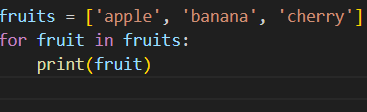 fruits = ['apple', 'banana', 'cherry']
for fruit in fruits:
    print(fruit)